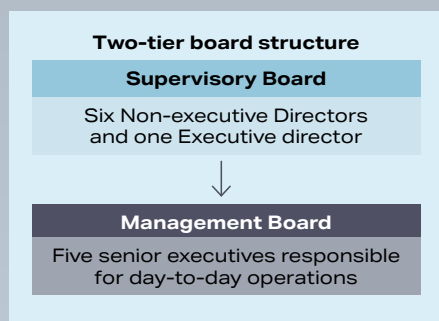 Two-tier board structure
Supervisory Board
Six Non-executive Directors
and one Executive director
Management Board
Five senior executives responsible
for day-to-day operations